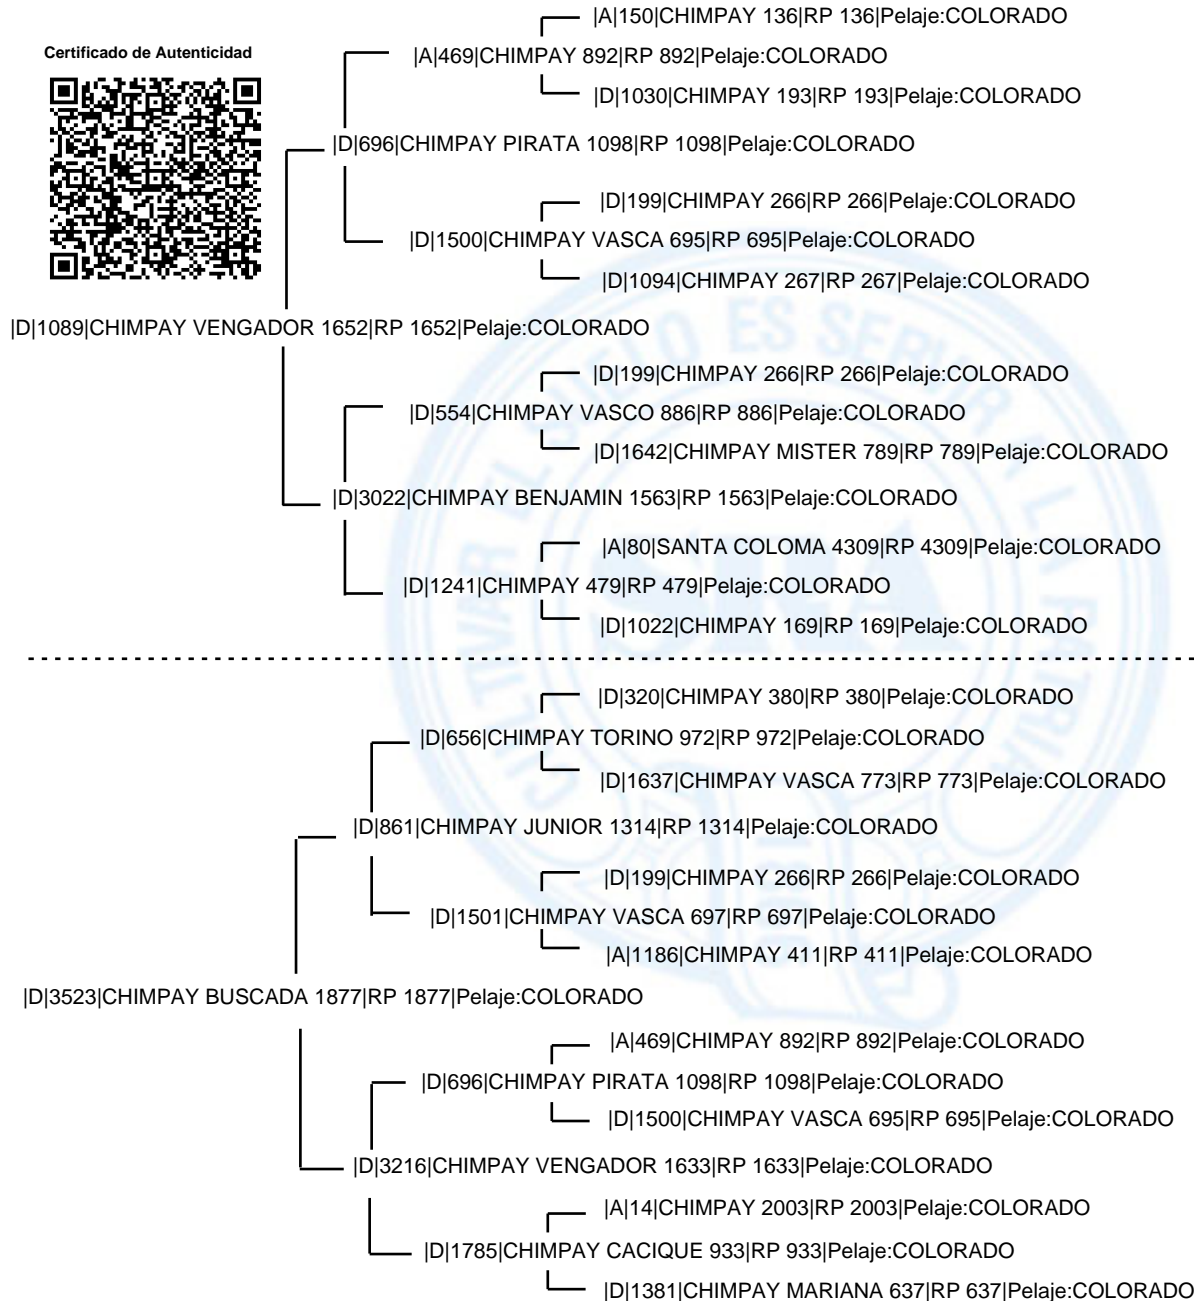 |A|150|CHIMPAY 136|RP 136|Pelaje:COLORADO
Certificado de Autenticidad
|A|469|CHIMPAY 892|RP 892|Pelaje:COLORADO
|D|1030|CHIMPAY 193|RP 193|Pelaje:COLORADO
|D|696|CHIMPAY PIRATA 1098|RP 1098|Pelaje:COLORADO
|D|199|CHIMPAY 266|RP 266|Pelaje:COLORADO
|D|1500|CHIMPAY VASCA 695|RP 695|Pelaje:COLORADO
|D|1094|CHIMPAY 267|RP 267|Pelaje:COLORADO
|D|1089|CHIMPAY VENGADOR 1652|RP 1652|Pelaje:COLORADO
|D|199|CHIMPAY 266|RP 266|Pelaje:COLORADO
|D|554|CHIMPAY VASCO 886|RP 886|Pelaje:COLORADO
|D|1642|CHIMPAY MISTER 789|RP 789|Pelaje:COLORADO
|D|3022|CHIMPAY BENJAMIN 1563|RP 1563|Pelaje:COLORADO
|A|80|SANTA COLOMA 4309|RP 4309|Pelaje:COLORADO
|D|1241|CHIMPAY 479|RP 479|Pelaje:COLORADO
|D|1022|CHIMPAY 169|RP 169|Pelaje:COLORADO
|D|320|CHIMPAY 380|RP 380|Pelaje:COLORADO
|D|656|CHIMPAY TORINO 972|RP 972|Pelaje:COLORADO
|D|1637|CHIMPAY VASCA 773|RP 773|Pelaje:COLORADO
|D|861|CHIMPAY JUNIOR 1314|RP 1314|Pelaje:COLORADO
|D|199|CHIMPAY 266|RP 266|Pelaje:COLORADO
|D|1501|CHIMPAY VASCA 697|RP 697|Pelaje:COLORADO
|A|1186|CHIMPAY 411|RP 411|Pelaje:COLORADO
|D|3523|CHIMPAY BUSCADA 1877|RP 1877|Pelaje:COLORADO
|A|469|CHIMPAY 892|RP 892|Pelaje:COLORADO
|D|696|CHIMPAY PIRATA 1098|RP 1098|Pelaje:COLORADO
|D|1500|CHIMPAY VASCA 695|RP 695|Pelaje:COLORADO
|D|3216|CHIMPAY VENGADOR 1633|RP 1633|Pelaje:COLORADO
|A|14|CHIMPAY 2003|RP 2003|Pelaje:COLORADO
|D|1785|CHIMPAY CACIQUE 933|RP 933|Pelaje:COLORADO
|D|1381|CHIMPAY MARIANA 637|RP 637|Pelaje:COLORADO
CULTIVAR EL SUELO ES SERVIR A LA PATRIA
SRA